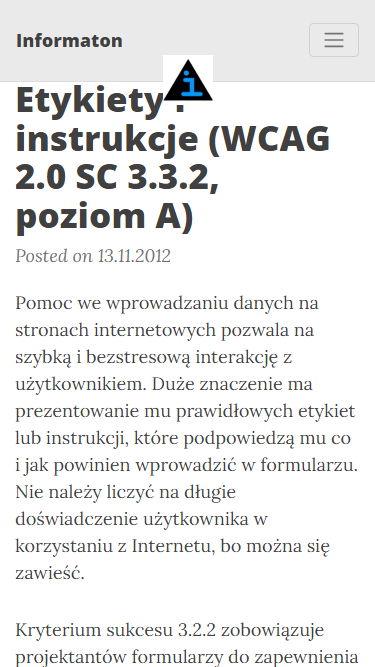 Informaton
Etykiety
instrukcje (WCAG
2.0 SC 3.3.2,
poziom A)
Posted on 13.11.2012
Pomoc we wprowadzaniu danych na
stronach internetowych pozwala na
szybką i bezstresową interakcję z
użytkownikiem. Duże znaczenie ma
prezentowanie mu prawidłowych etykiet
lub instrukcji, które podpowiedzą mu co
i jak powinien wprowadzić w formularzu.
Nie należy liczyć na długie
doświadczenie użytkownika w
korzystaniu z Internetu, bo można się
zawieść.
Kryterium sukcesu 3.2.2 zobowiązuje
projektantów formularzy do zapewnienia